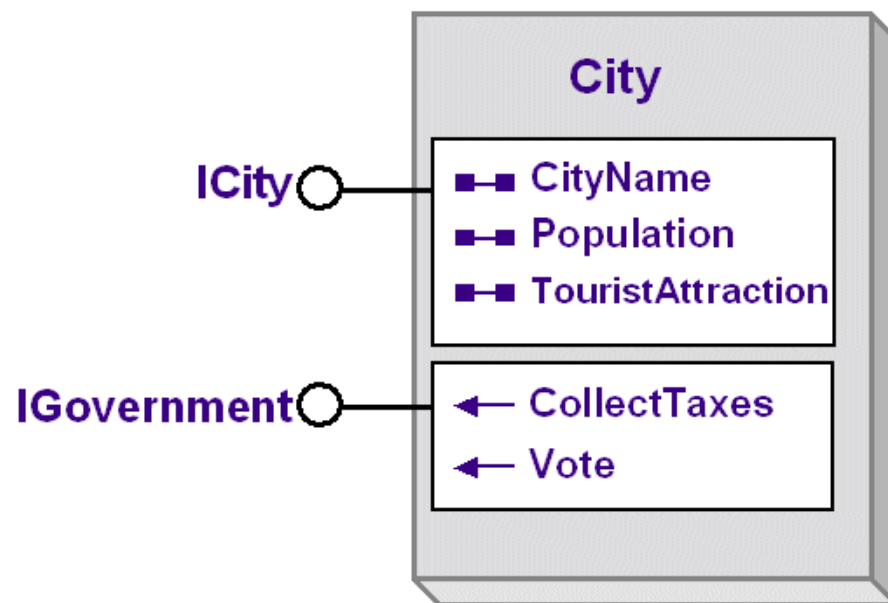 City
ICity
CityName
Population
TouristAttraction
IGovernment
CollectTaxes
Vote